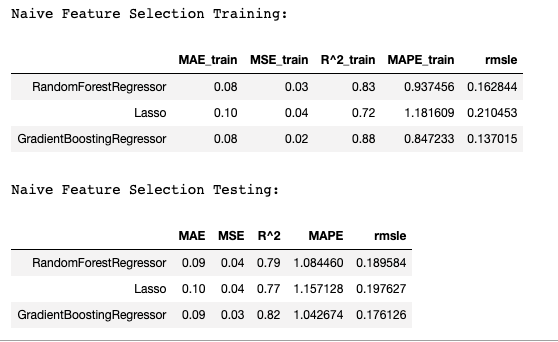 Naive Feature Selection Training:
MAE_train MSE_train R^2_train MAPE_train rmsle
RandomForestRegressor 0.08 0.03 0.83 0.937456 0.162844
Lasso 0.10 0.04 0.72 1.181609 0.210453
GradientBoostingRegressor 0.08 0.02 0.88 0.847233 0.137015
Naive Feature Selection Testing:
MAE MSE R^2 MAPE rmsle
RandomForestRegressor 0.09 0.04 0.79 1.084460 0.189584
Lasso 0.10 0.04 0.77 1.157128 0.197627
GradientBoostingRegressor 0.09 0.03 0.82 1.042674 0.176126